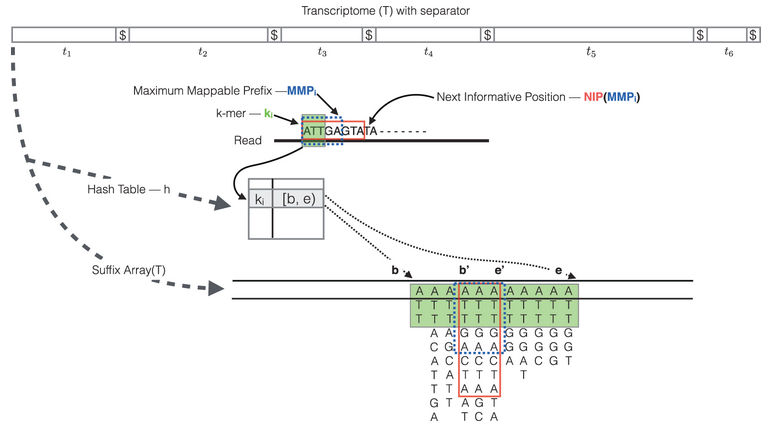 Transcriptome (T) with separator
$ $ $ $ $ $
t₁ t₂ t₃ t₄ t₅ t₆
Maximum Mappable Prefix — MMPᵢ
Next Informative Position — NIP(MMPᵢ)
k-mer — kᵢ
ATTGAGTATA
Read
Hash Table — h
kᵢ [b, e)
Suffix Array(T)
b b' e' e
A A A A A A A A A A A
T T T T T T T T T T T
T T T T T T T T T T T
A A G G G G G G G G
C G A A A G G G G G
A C C C C A A C G T
T A T T A T
T T A A A
G T A G T
A T C A